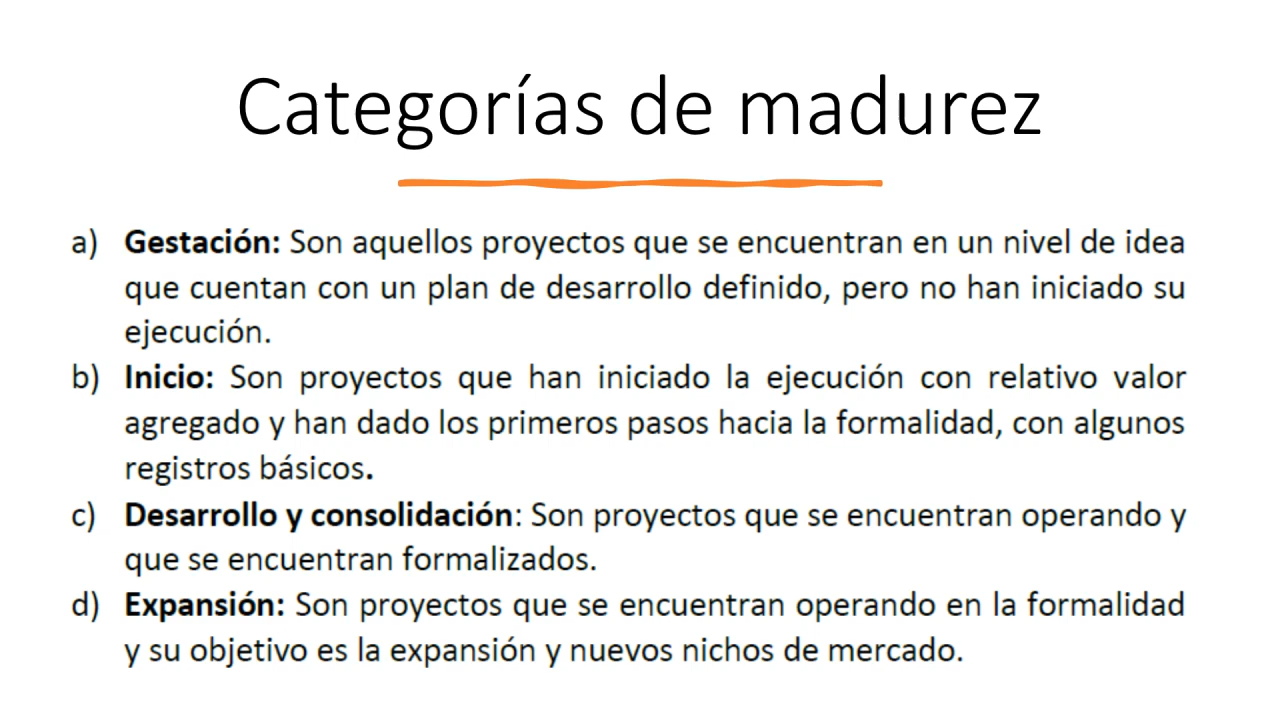 Categorías de madurez
a) Gestación: Son aquellos proyectos que se encuentran en un nivel de idea
que cuentan con un plan de desarrollo definido, pero no han iniciado su
ejecución.
b) Inicio: Son proyectos que han iniciado la ejecución con relativo valor
agregado y han dado los primeros pasos hacia la formalidad, con algunos
registros básicos.
c) Desarrollo y consolidación: Son proyectos que se encuentran operando y
que se encuentran formalizados.
d) Expansión: Son proyectos que se encuentran operando en la formalidad
y su objetivo es la expansión y nuevos nichos de mercado.